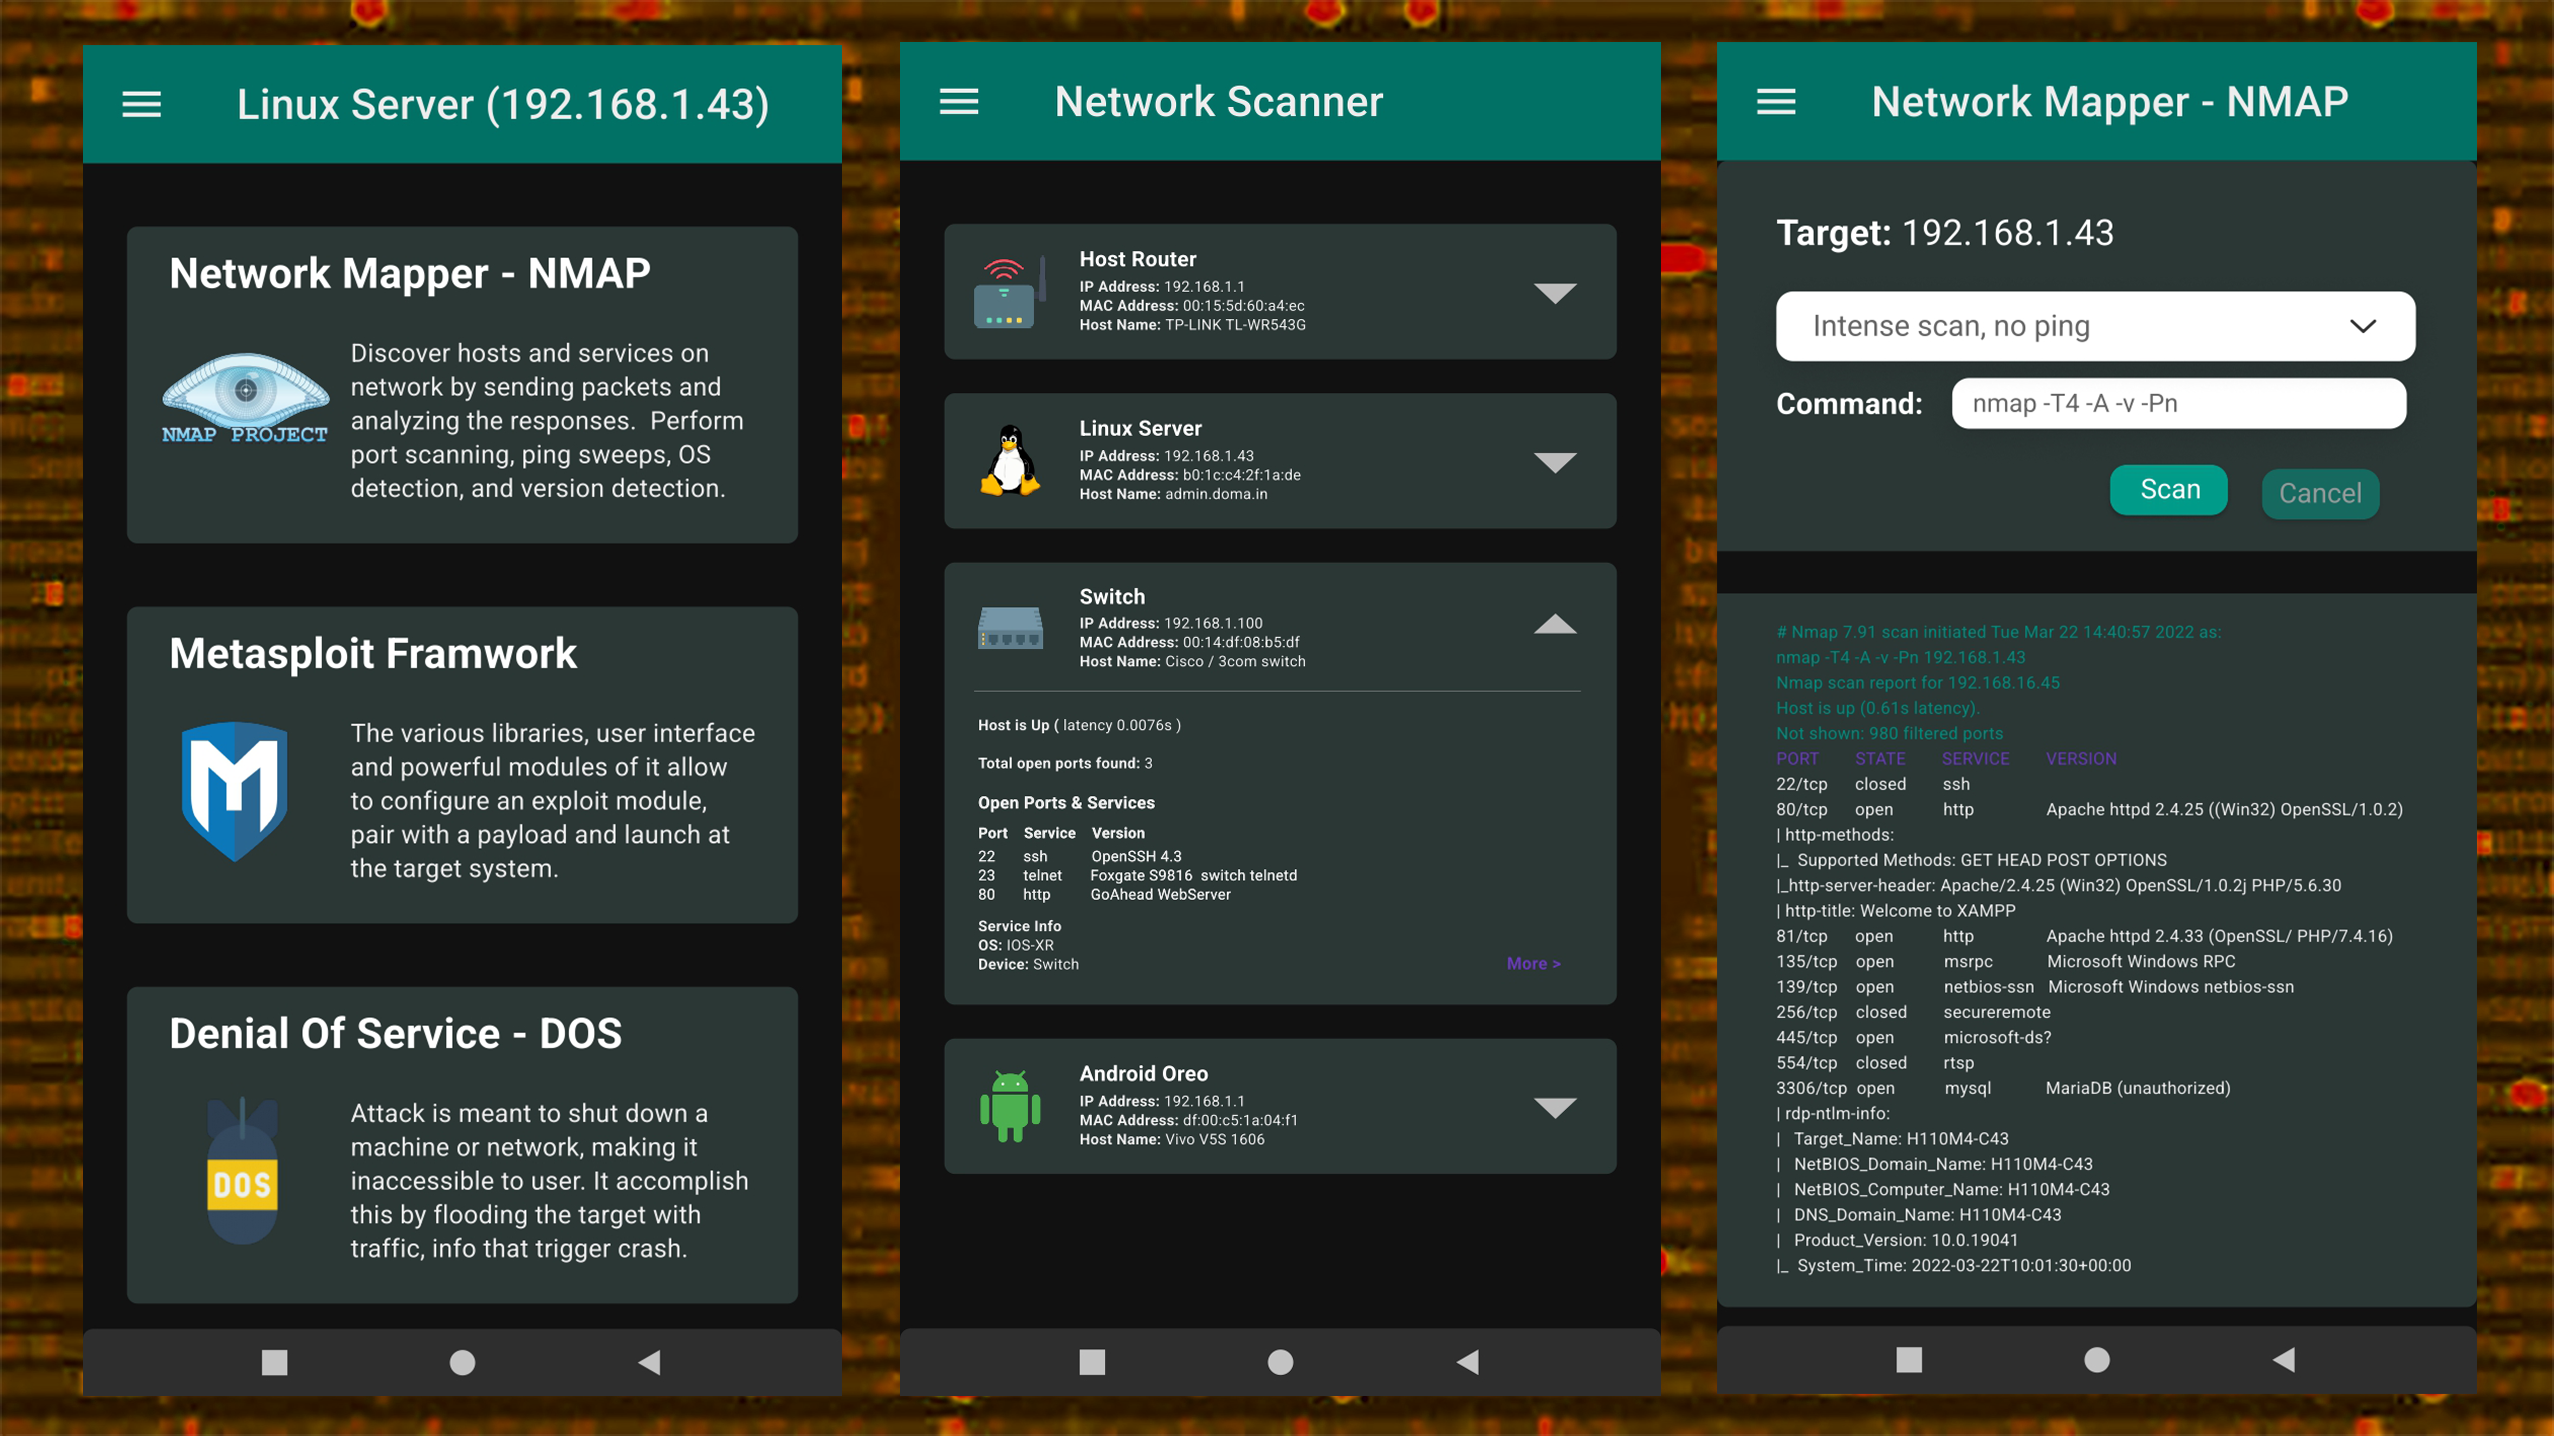 Linux Server (192.168.1.43)
Network Mapper - NMAP
NMAP PROJECT
Discover hosts and services on
network by sending packets and
analyzing the responses.  Perform
port scanning, ping sweeps, OS
detection, and version detection.
Metasploit Framwork
The various libraries, user interface
and powerful modules of it allow
to configure an exploit module,
pair with a payload and launch at
the target system.
Denial Of Service - DOS
DOS
Attack is meant to shut down a
machine or network, making it
inaccessible to user. It accomplish
this by flooding the target with
traffic, info that trigger crash.
Network Scanner
Host Router
IP Address: 192.168.1.1
MAC Address: 00:15:5d:60:a4:ec
Host Name: TP-LINK TL-WR543G
Linux Server
IP Address: 192.168.1.43
MAC Address: b0:1c:c4:2f:1a:de
Host Name: admin.doma.in
Switch
IP Address: 192.168.1.100
MAC Address: 00:14:df:08:b5:df
Host Name: Cisco / 3com switch
Host is Up ( latency 0.0076s )
Total open ports found: 3
Open Ports & Services
Port Service Version
22 ssh OpenSSH 4.3
23 telnet Foxgate S9816  switch telnetd
80 http GoAhead WebServer
Service Info
OS: IOS-XR
Device: Switch
More >
Android Oreo
IP Address: 192.168.1.1
MAC Address: df:00:c5:1a:04:f1
Host Name: Vivo V5S 1606
Network Mapper - NMAP
Target: 192.168.1.43
Intense scan, no ping
Command: nmap -T4 -A -v -Pn
Scan Cancel
# Nmap 7.91 scan initiated Tue Mar 22 14:40:57 2022 as:
nmap -T4 -A -v -Pn 192.168.1.43
Nmap scan report for 192.168.16.45
Host is up (0.61s latency).
Not shown: 980 filtered ports
PORT STATE SERVICE VERSION
22/tcp closed ssh
80/tcp open http Apache httpd 2.4.25 ((Win32) OpenSSL/1.0.2)
| http-methods:
|_  Supported Methods: GET HEAD POST OPTIONS
|_http-server-header: Apache/2.4.25 (Win32) OpenSSL/1.0.2j PHP/5.6.30
| http-title: Welcome to XAMPP
81/tcp open http Apache httpd 2.4.33 (OpenSSL/ PHP/7.4.16)
135/tcp open msrpc Microsoft Windows RPC
139/tcp open netbios-ssn Microsoft Windows netbios-ssn
256/tcp closed secureremote
445/tcp open microsoft-ds?
554/tcp closed rtsp
3306/tcp open mysql MariaDB (unauthorized)
| rdp-ntlm-info:
|   Target_Name: H110M4-C43
|   NetBIOS_Domain_Name: H110M4-C43
|   NetBIOS_Computer_Name: H110M4-C43
|   DNS_Domain_Name: H110M4-C43
|   Product_Version: 10.0.19041
|_  System_Time: 2022-03-22T10:01:30+00:00